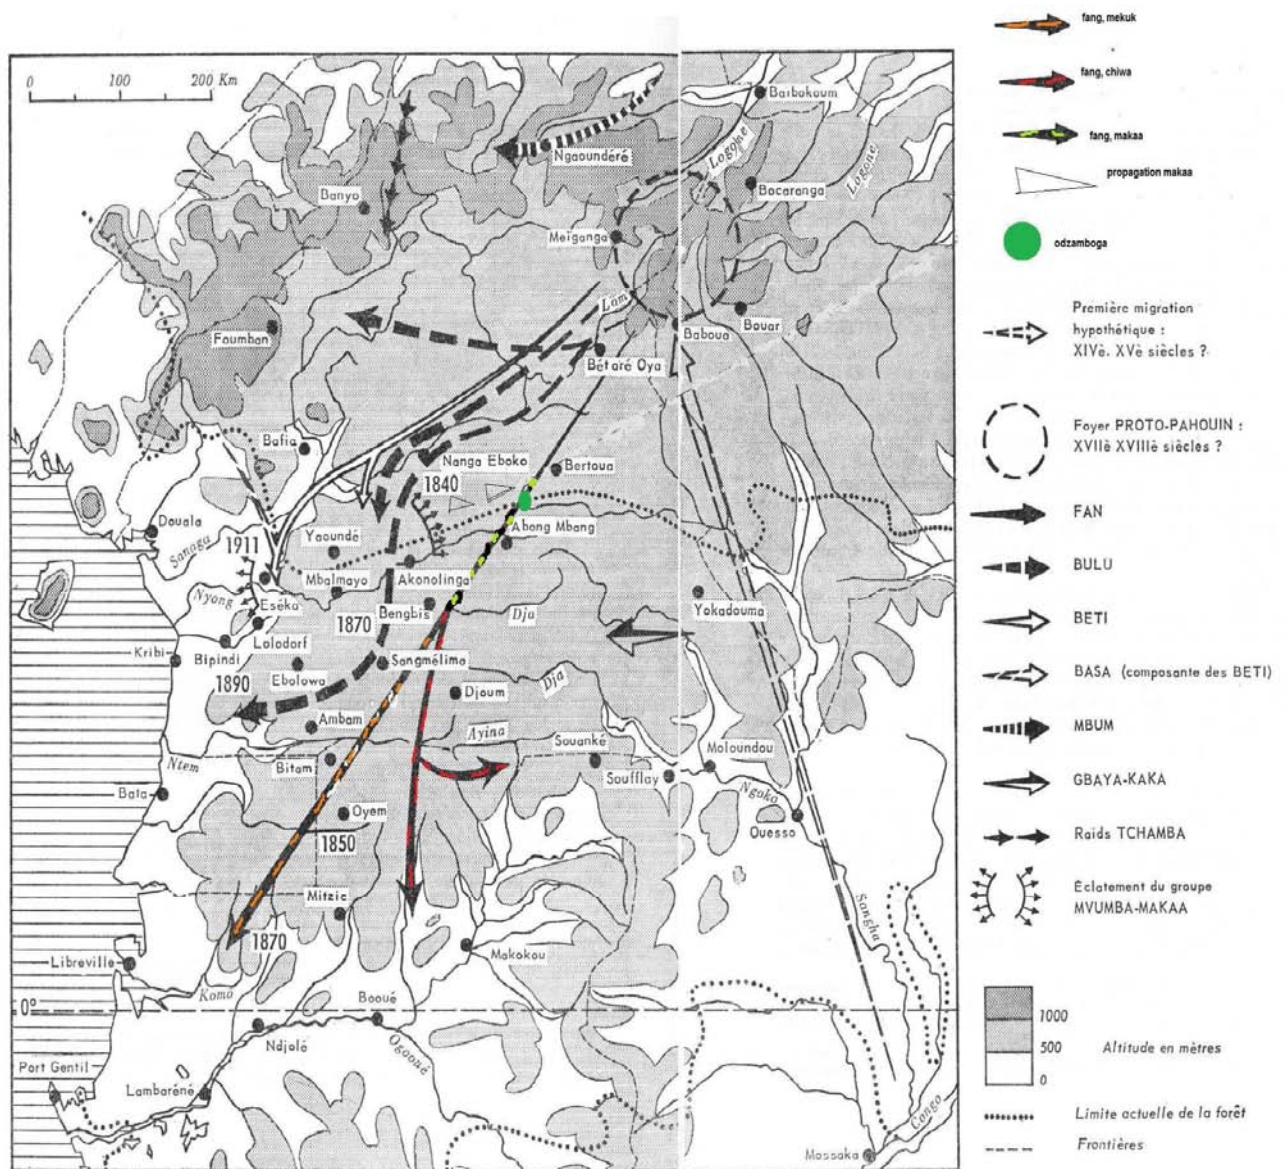 0 100 200 Km
Barbokoum
Ngaoundéré
Logone
Logone
Bocaranga
Banyo
Meïganga
Lom
Foumban
Bouar
Baboua
Bétaré Oya
Bafia
Nanga Eboko
Bertoua
1840
Douala
Sanaga
Yaoundé
Abong Mbang
1911
Mbalmayo
Akonolinga
Nyong
Eséka
Bengbis
Dja
Yokadouma
1870
Lolodorf
Kribi
Bipindi
Sangmélima
Ebolowa
1890
Djoum
Dja
Ambam
Ayina
Souanké
Moloundou
Ntem
Bitam
Soufflay
Bata
Ngoko
Oyem
Ouesso
1850
Mitzic
Sangha
1870
Makokou
Libreville
Komo
Booué
0°
Ndjolé
Ogooué
Port Gentil
Lambaréné
Congo
Mossaka
fang, mekuk
fang, chiwa
fang, makaa
propagation makaa
odzamboga
Première migration
hypothétique :
XIVè. XVè siècles ?
Foyer PROTO-PAHOUIN :
XVIIè XVIIIè siècles ?
FAN
BULU
BETI
BASA (composante des BETI)
MBUM
GBAYA-KAKA
Raids TCHAMBA
Éclatement du groupe
MVUMBA-MAKAA
1000
500
0
Altitude en mètres
Limite actuelle de la forêt
Frontières